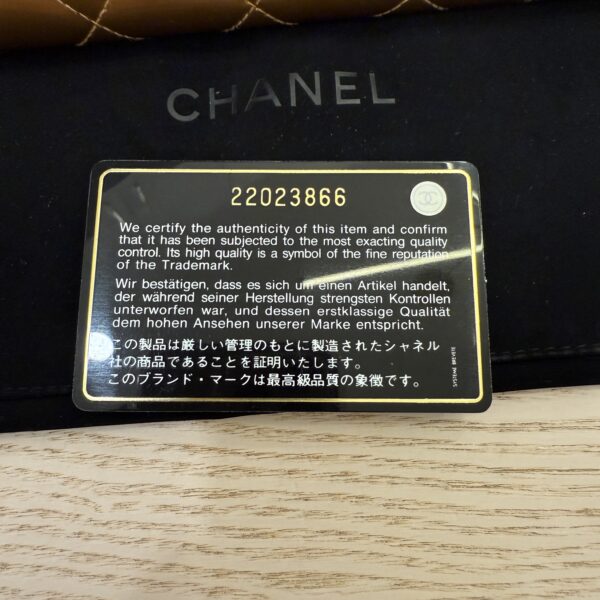 CHANEL
22023866
We certify the authenticity of this item and confirm
that it has been subjected to the most exacting quality
control. Its high quality is a symbol of the fine reputation
of the Trademark.
Wir bestätigen, dass es sich um einen Artikel handelt,
der während seiner Herstellung strengsten Kontrollen
unterworfen war, und dessen erstklassige Qualität
dem hohen Ansehen unserer Marke entspricht.
この製品は厳しい管理のもとに製造されたシャネル
社の商品であることを証明いたします。
このブランド・マークは最高級品質の象徴です。
SYSTEME BREVETE